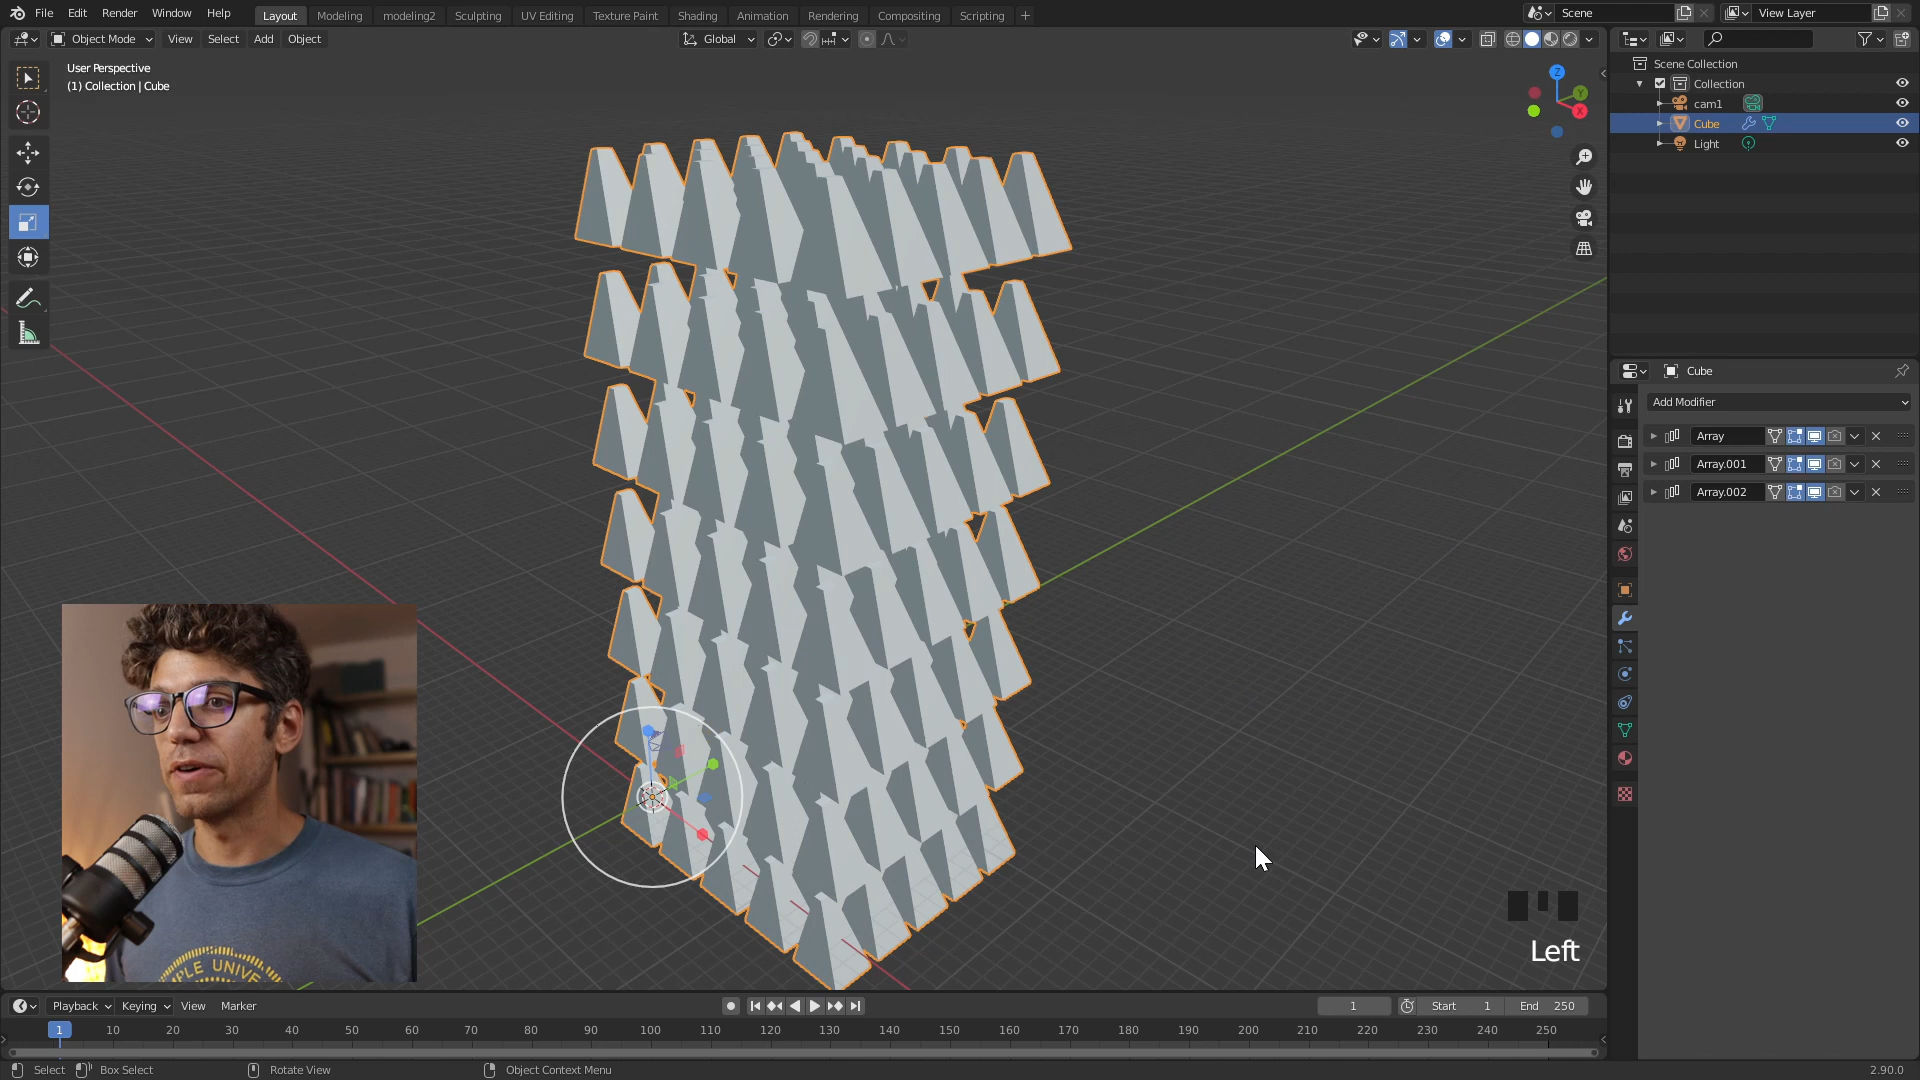 File Edit Render Window Help Layout Modeling modeling2 Sculpting UV Editing Texture Paint Shading Animation Rendering Compositing Scripting + Scene View Layer
Object Mode View Select Add Object Global
User Perspective
(1) Collection | Cube
Z
Y
X
Scene Collection
Collection
cam1
Cube
Light
Cube
Add Modifier
Array
Array.001
Array.002
PLE UNIVE
Left
Playback Keying View Marker 1 Start 1 End 250
1 10 20 30 40 50 60 70 80 90 100 110 120 130 140 150 160 170 180 190 200 210 220 230 240 250
Select Box Select Rotate View Object Context Menu 2.90.0